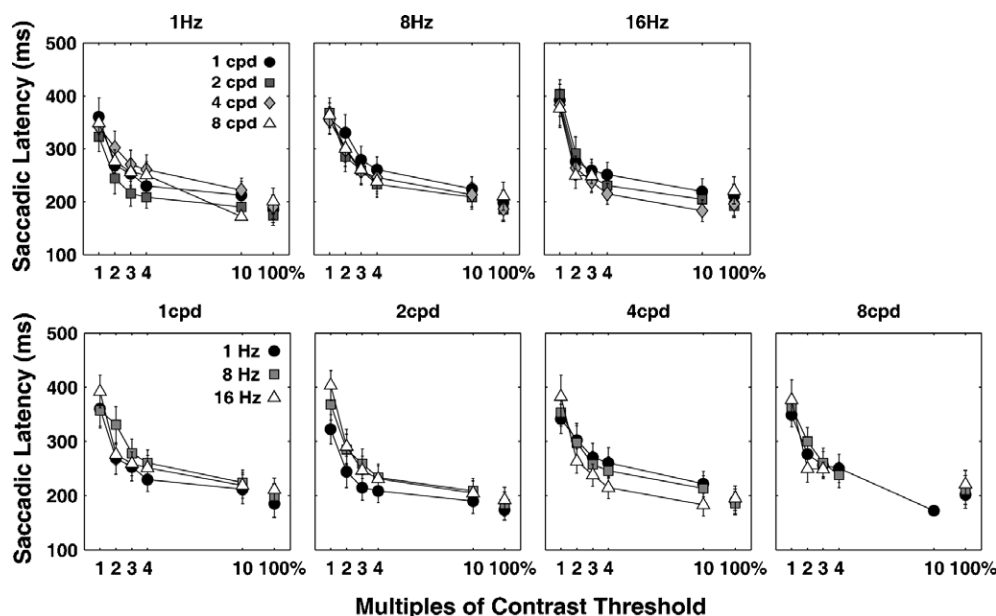 1Hz 8Hz 16Hz
Saccadic Latency (ms)
500
400
300
200
100
1 cpd
2 cpd
4 cpd
8 cpd
1 2 3 4 10 100% 1 2 3 4 10 100% 1 2 3 4 10 100%
1cpd 2cpd 4cpd 8cpd
Saccadic Latency (ms)
500
400
300
200
100
1 Hz
8 Hz
16 Hz
1 2 3 4 10 100% 1 2 3 4 10 100% 1 2 3 4 10 100% 1 2 3 4 10 100%
Multiples of Contrast Threshold